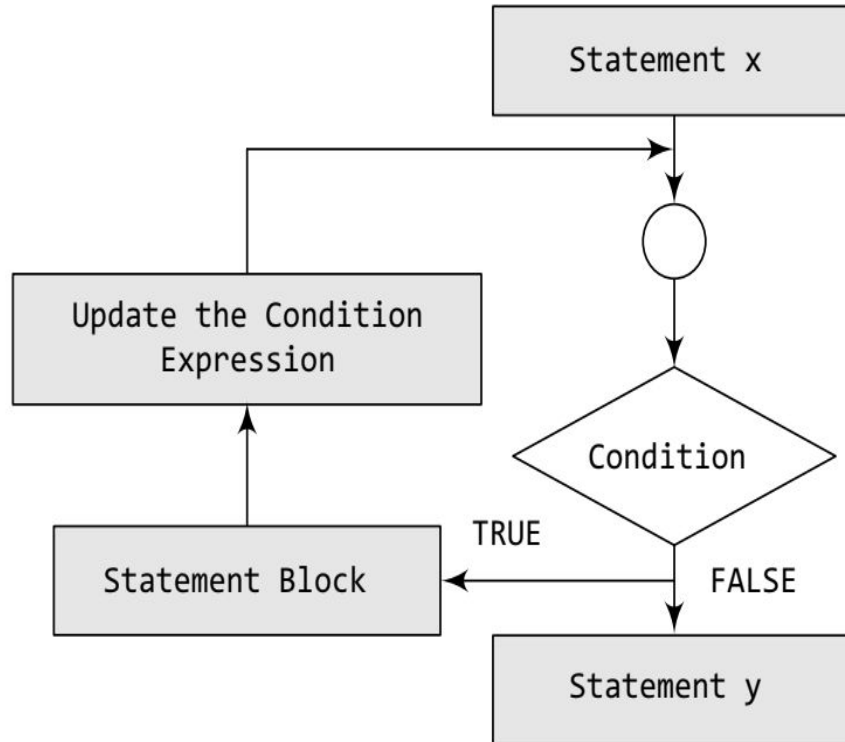 Statement x
Update the Condition
Expression
Condition
TRUE
Statement Block
FALSE
Statement y